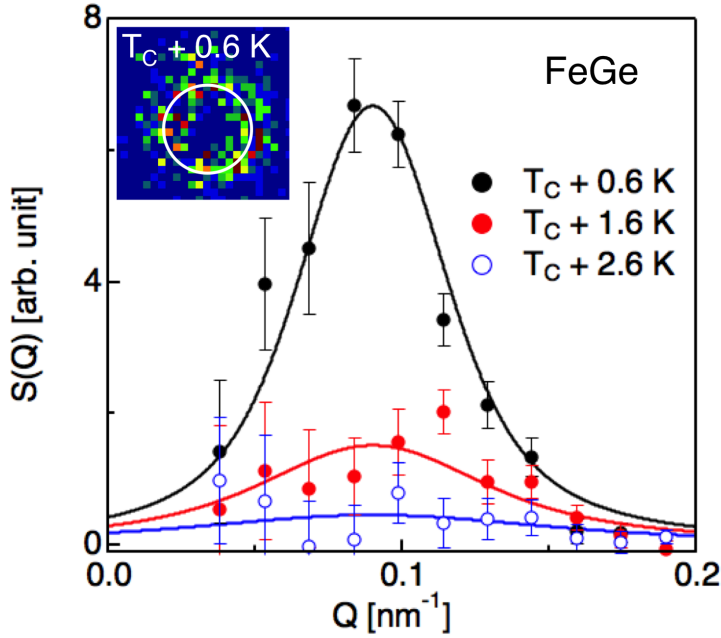 8
T_C + 0.6 K
FeGe
T_C + 0.6 K
T_C + 1.6 K
T_C + 2.6 K
4
S(Q) [arb. unit]
0
0.0
0.1
0.2
Q [nm⁻¹]